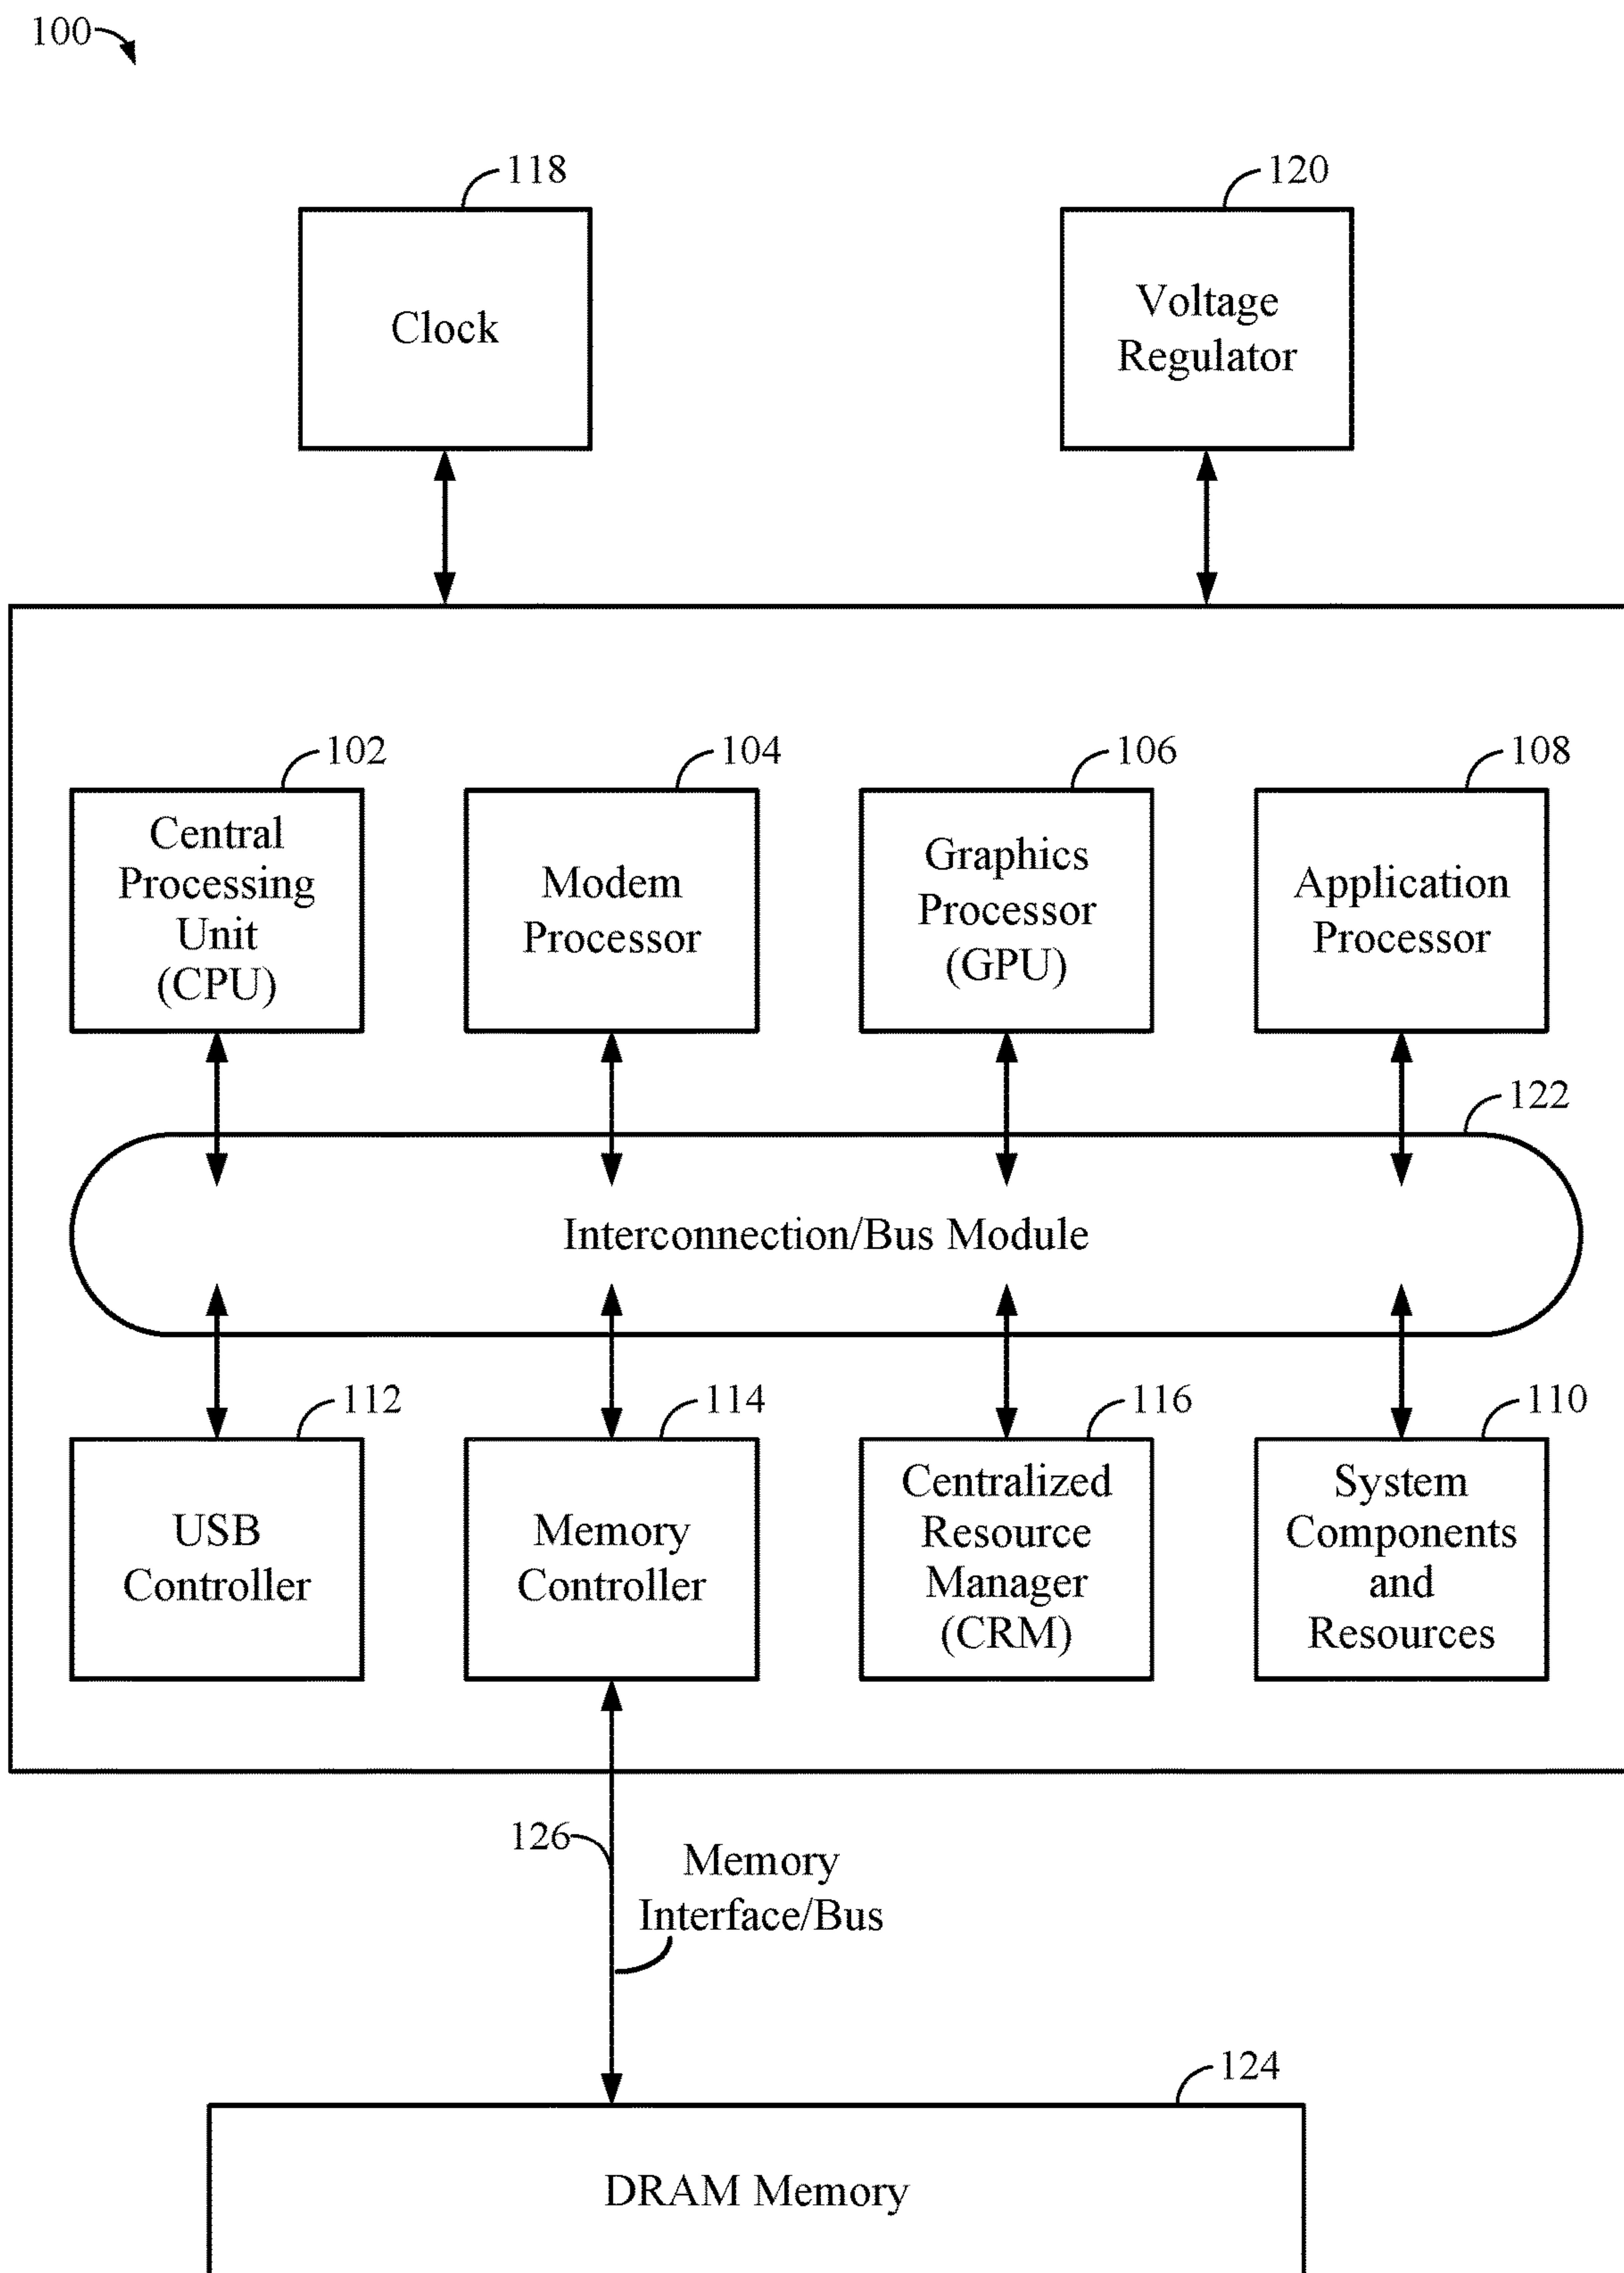 100
118
120
Clock
Voltage
Regulator
102
104
106
108
Central
Processing
Unit
(CPU)
Modem
Processor
Graphics
Processor
(GPU)
Application
Processor
122
Interconnection/Bus Module
112
114
116
110
USB
Controller
Memory
Controller
Centralized
Resource
Manager
(CRM)
System
Components
and
Resources
126
Memory
Interface/Bus
124
DRAM Memory